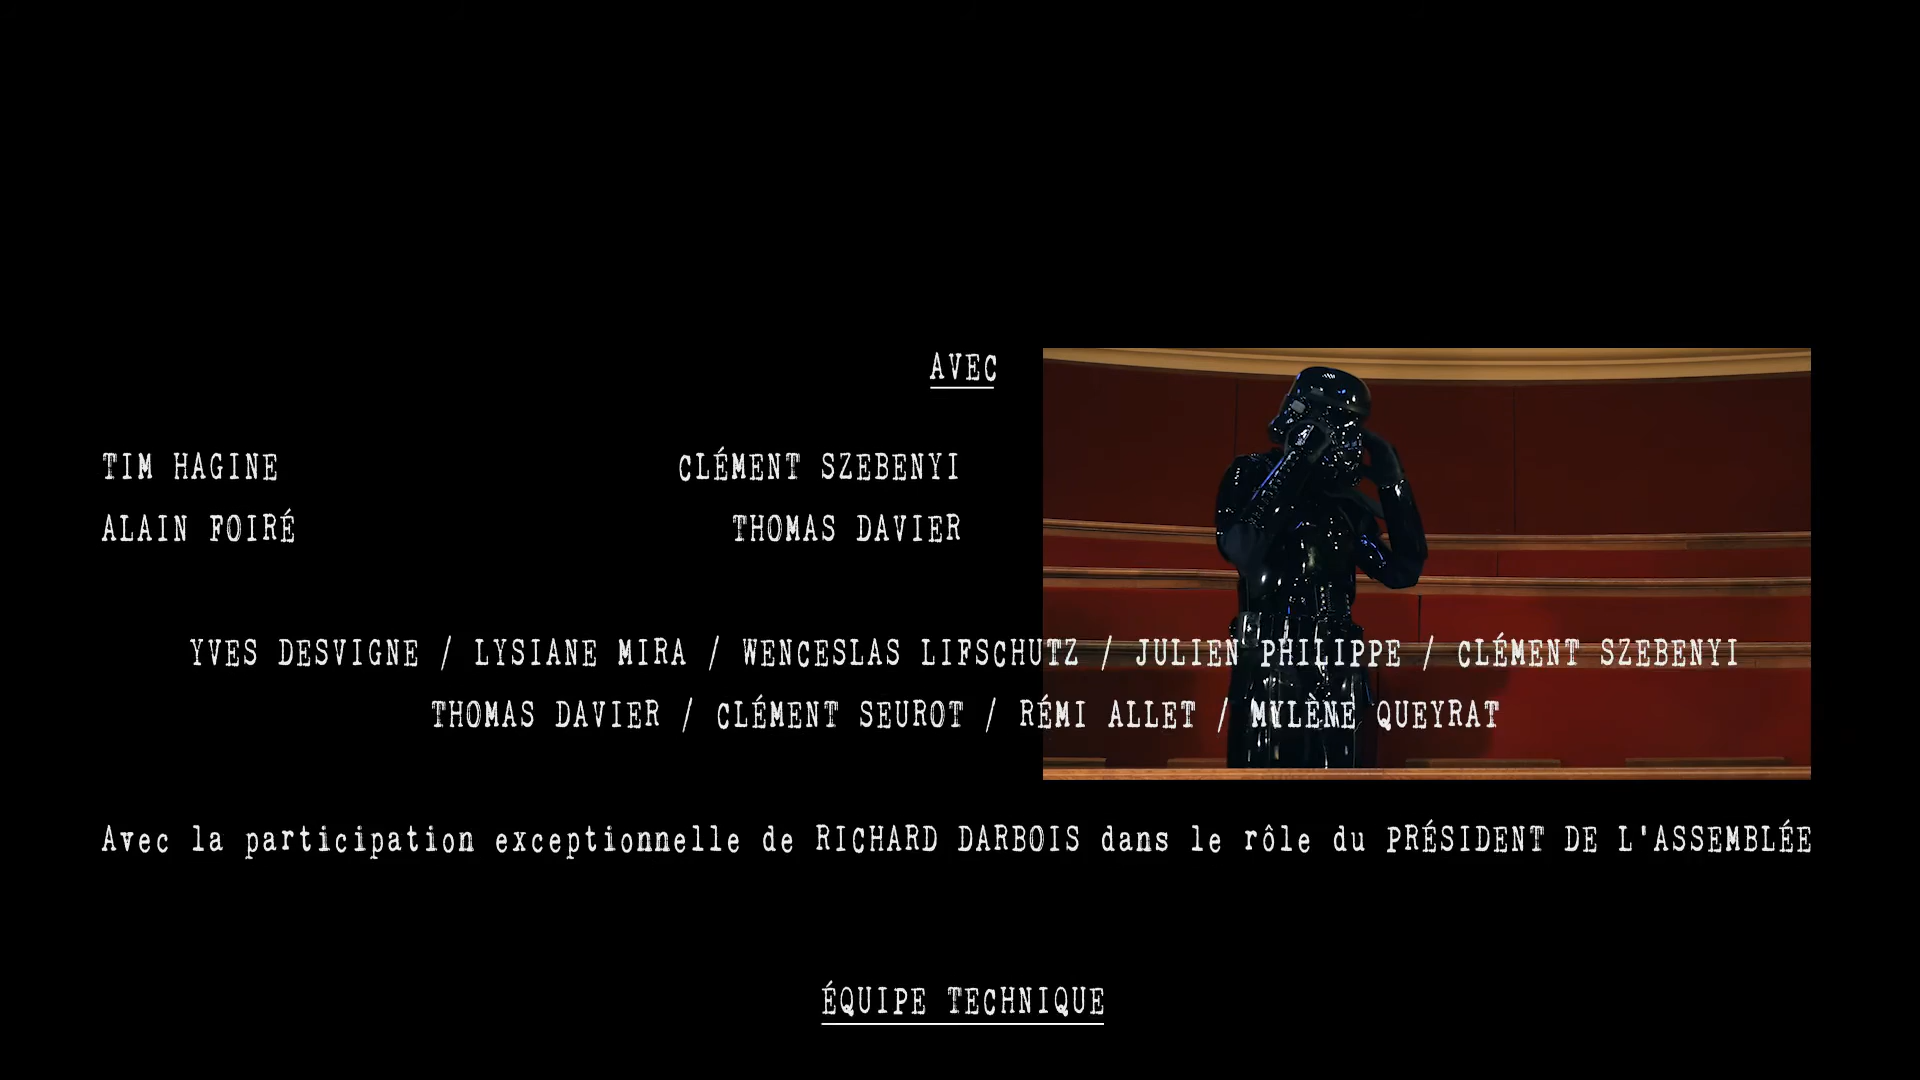 AVEC
TIM HAGINE CLÉMENT SZEBENYI
ALAIN FOIRÉ THOMAS DAVIER
YVES DESVIGNE / LYSIANE MIRA / WENCESLAS LIFSCHUTZ / JULIEN PHILIPPE / CLÉMENT SZEBENYI
THOMAS DAVIER / CLÉMENT SEUROT / RÉMI ALLET / MYLÈNE QUEYRAT
Avec la participation exceptionnelle de RICHARD DARBOIS dans le rôle du PRÉSIDENT DE L'ASSEMBLÉE
ÉQUIPE TECHNIQUE